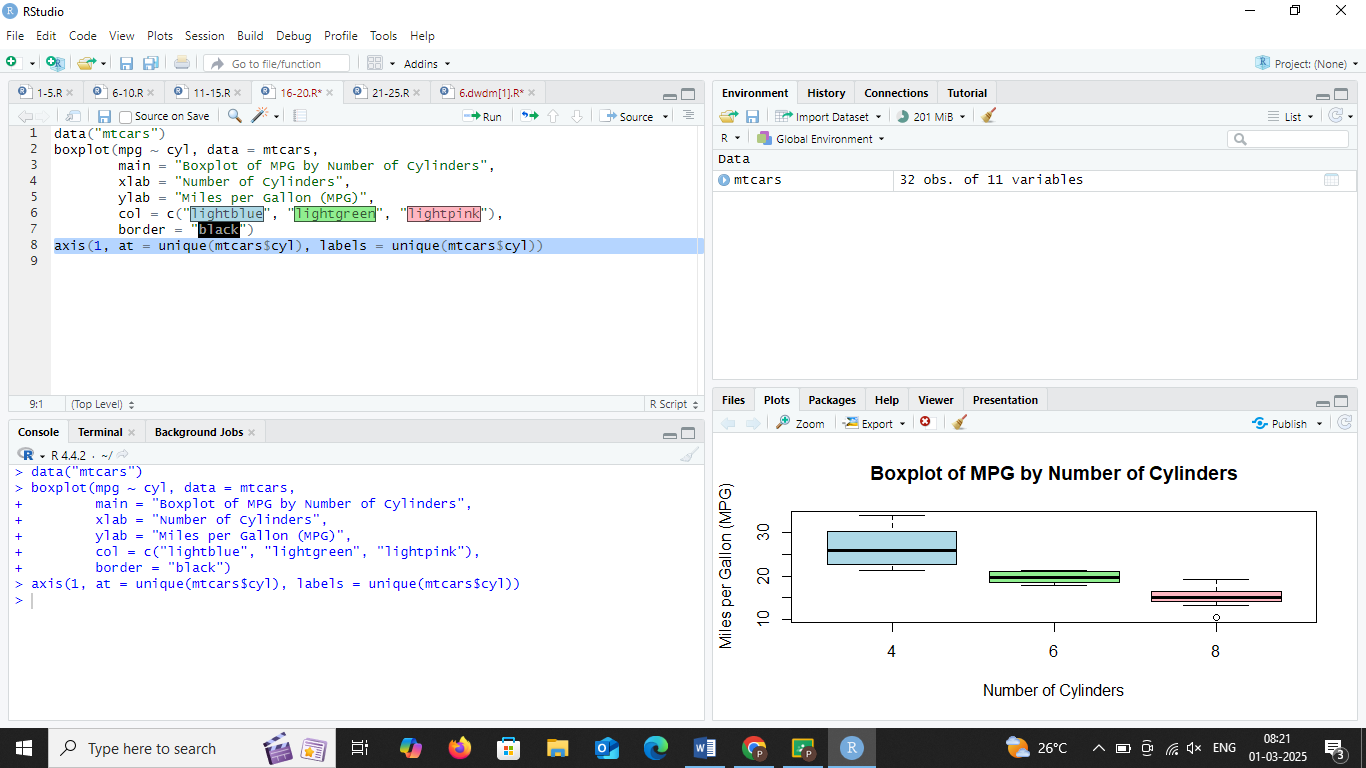 RStudio
File Edit Code View Plots Session Build Debug Profile Tools Help
Go to file/function Addins Project: (None)
1-5.R 6-10.R 11-15.R 16-20.R* 21-25.R 6.dwdm[1].R*
Source on Save Run Source
1 data("mtcars")
2 boxplot(mpg ~ cyl, data = mtcars,
3 main = "Boxplot of MPG by Number of Cylinders",
4 xlab = "Number of Cylinders",
5 ylab = "Miles per Gallon (MPG)",
6 col = c("lightblue", "lightgreen", "lightpink"),
7 border = "black")
8 axis(1, at = unique(mtcars$cyl), labels = unique(mtcars$cyl))
9
9:1 (Top Level) R Script
Console Terminal Background Jobs
R 4.4.2 · ~/
> data("mtcars")
> boxplot(mpg ~ cyl, data = mtcars,
+ main = "Boxplot of MPG by Number of Cylinders",
+ xlab = "Number of Cylinders",
+ ylab = "Miles per Gallon (MPG)",
+ col = c("lightblue", "lightgreen", "lightpink"),
+ border = "black")
> axis(1, at = unique(mtcars$cyl), labels = unique(mtcars$cyl))
>
Environment History Connections Tutorial
Import Dataset 201 MiB List
R Global Environment
Data
mtcars 32 obs. of 11 variables
Files Plots Packages Help Viewer Presentation
Zoom Export Publish
Boxplot of MPG by Number of Cylinders
Miles per Gallon (MPG)
30
20
10
4 6 8
Number of Cylinders
Type here to search 26°C ENG 08:21
01-03-2025 3